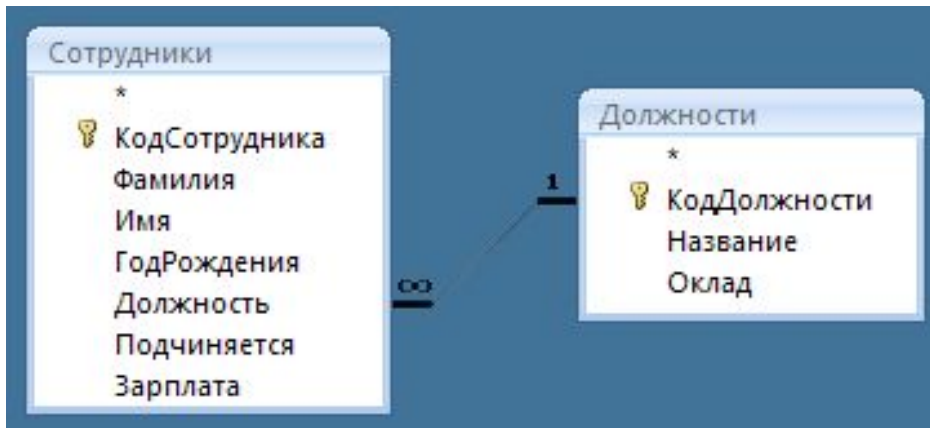 Сотрудники
*
КодСотрудника
Фамилия
Имя
ГодРождения
Должность
Подчиняется
Зарплата
∞
1
Должности
*
КодДолжности
Название
Оклад